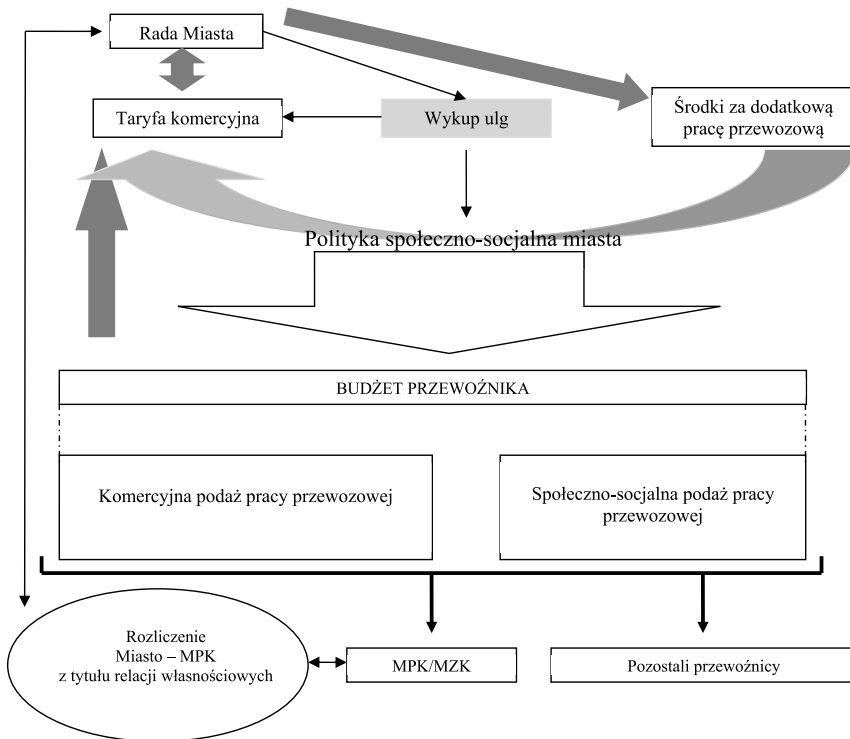 Rada Miasta
Taryfa komercyjna
Wykup ulg
Środki za dodatkową
pracę przewozową
Polityka społeczno-socjalna miasta
BUDŻET PRZEWOŹNIKA
Komercyjna podaż pracy przewozowej
Społeczno-socjalna podaż pracy
przewozowej
Rozliczenie
Miasto – MPK
z tytułu relacji własnościowych
MPK/MZK
Pozostali przewoźnicy